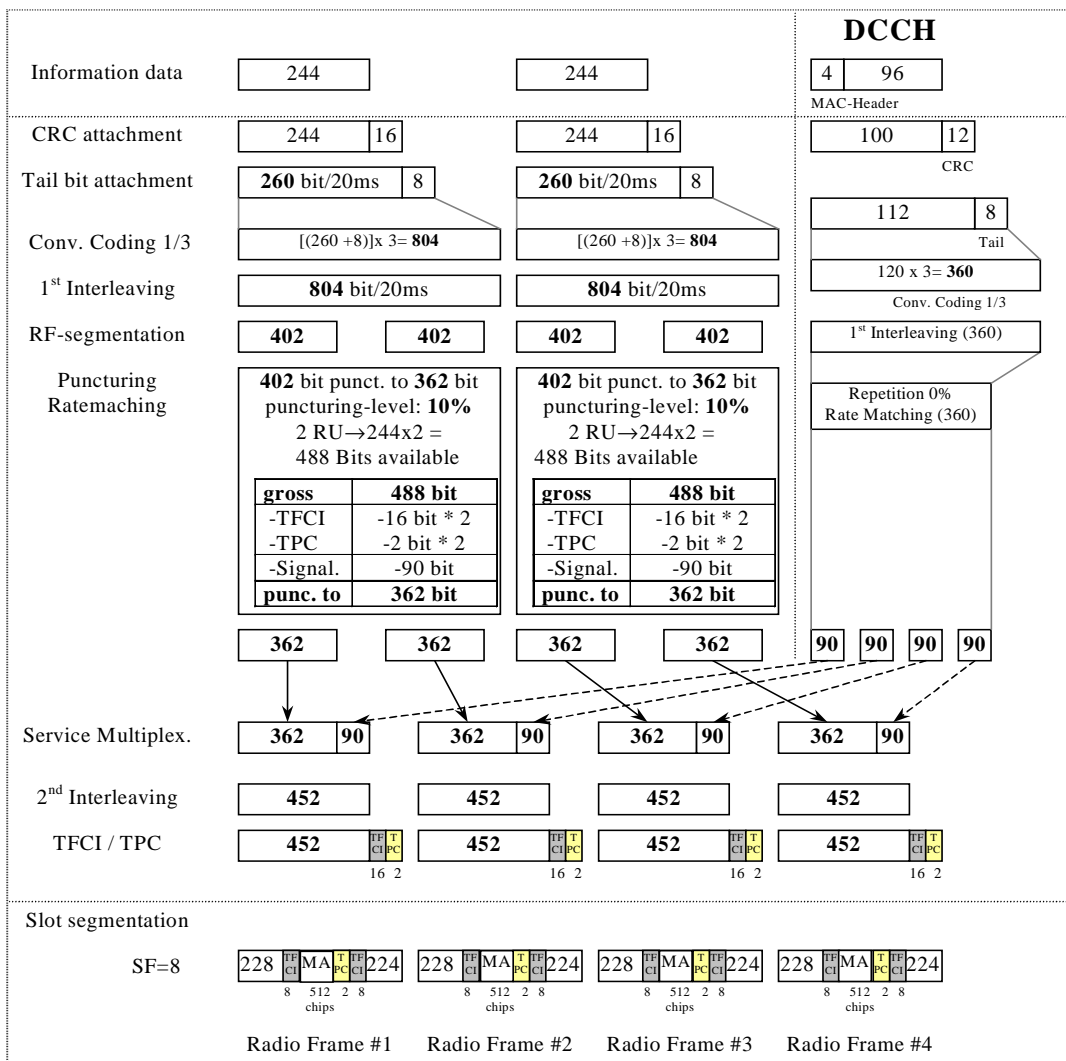 DCCH
Information data 244 244 4 96
MAC-Header
CRC attachment 244 16 244 16 100 12
CRC
Tail bit attachment 260 bit/20ms 8 260 bit/20ms 8
112 8
Tail
Conv. Coding 1/3 [(260 +8)]x 3= 804 [(260 +8)]x 3= 804
120 x 3= 360
Conv. Coding 1/3
1st Interleaving 804 bit/20ms 804 bit/20ms
RF-segmentation 402 402 402 402 1st Interleaving (360)
Puncturing
Ratemaching
402 bit punct. to 362 bit
puncturing-level: 10%
2 RU→244x2 =
488 Bits available
gross 488 bit
-TFCI -16 bit * 2
-TPC -2 bit * 2
-Signal. -90 bit
punc. to 362 bit
402 bit punct. to 362 bit
puncturing-level: 10%
2 RU→244x2 =
488 Bits available
gross 488 bit
-TFCI -16 bit * 2
-TPC -2 bit * 2
-Signal. -90 bit
punc. to 362 bit
Repetition 0%
Rate Matching (360)
362 362 362 362 90 90 90 90
Service Multiplex. 362 90 362 90 362 90 362 90
2nd Interleaving 452 452 452 452
TFCI / TPC 452 TF CI T PC 452 TF CI T PC 452 TF CI T PC 452 TF CI T PC
16 2 16 2 16 2 16 2
Slot segmentation
SF=8 228 TF CI MA T PC TF CI 224 228 TF CI MA T PC TF CI 224 228 TF CI MA T PC TF CI 224 228 TF CI MA T PC TF CI 224
8 512 2 8 8 512 2 8 8 512 2 8 8 512 2 8
chips chips chips chips
Radio Frame #1 Radio Frame #2 Radio Frame #3 Radio Frame #4